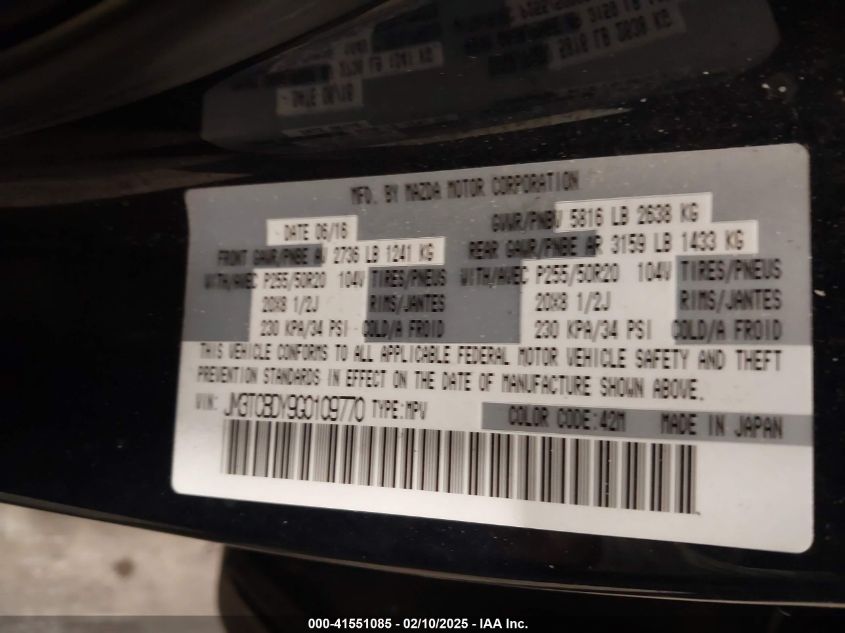 MFD. BY MAZDA MOTOR CORPORATION
DATE 06/16 GVWR/PNBV 5816 LB 2638 KG
FRONT GAWR/PNBE AV 2736 LB 1241 KG REAR GAWR/PNBE AR 3159 LB 1433 KG
WITH/AVEC P255/50R20 104V TIRES/PNEUS WITH/AVEC P255/50R20 104V TIRES/PNEUS
20X8 1/2J RIMS/JANTES 20X8 1/2J RIMS/JANTES
230 KPA/34 PSI COLD/A FROID 230 KPA/34 PSI COLD/A FROID
THIS VEHICLE CONFORMS TO ALL APPLICABLE FEDERAL MOTOR VEHICLE SAFETY AND THEFT
PREVENTION STANDARDS IN EFFECT ON THE DATE OF MANUFACTURE SHOWN ABOVE.
VIN: JM3TCBDY9G0109770 TYPE:MPV COLOR CODE:42M MADE IN JAPAN
000-41551085 - 02/10/2025 - IAA Inc.